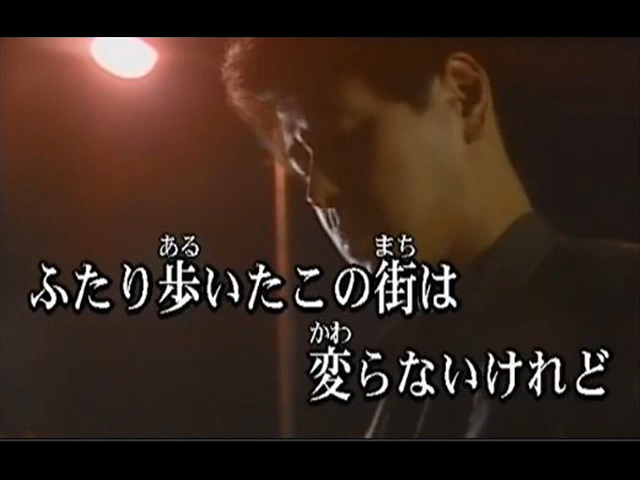 ある まち
ふたり歩いたこの街は
かわ
変らないけれど